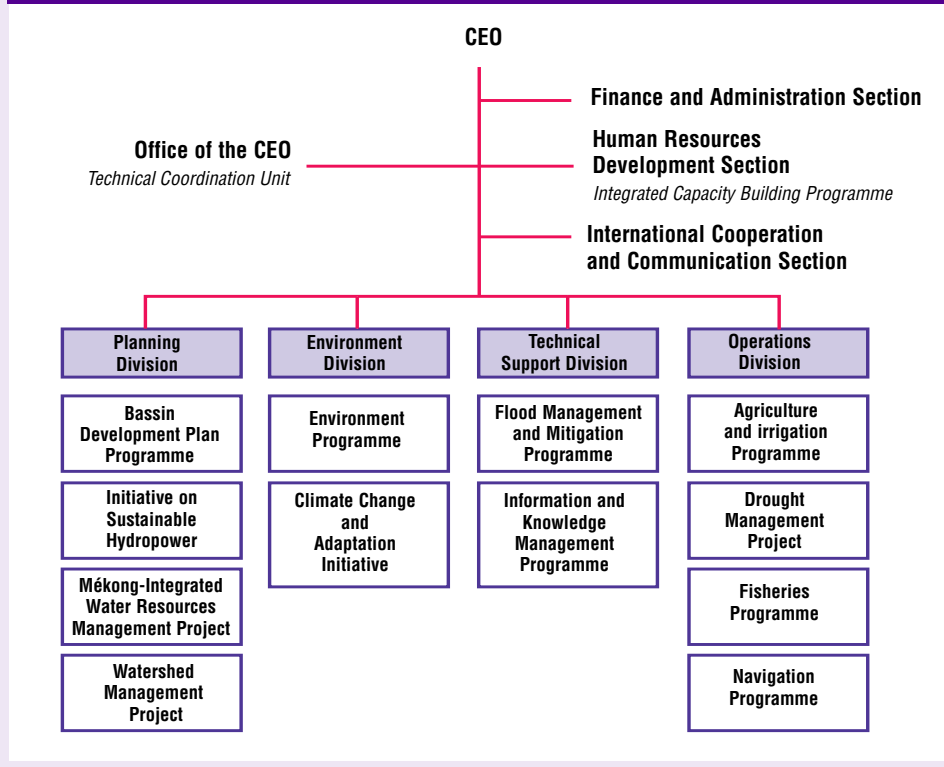 CEO
Finance and Administration Section
Office of the CEO
Technical Coordination Unit
Human Resources
Development Section
Integrated Capacity Building Programme
International Cooperation
and Communication Section
Planning
Division
Bassin
Development Plan
Programme
Initiative on
Sustainable
Hydropower
Mékong-Integrated
Water Resources
Management Project
Watershed
Management
Project
Environment
Division
Environment
Programme
Climate Change
and
Adaptation
Initiative
Technical
Support Division
Flood Management
and Mitigation
Programme
Information and
Knowledge
Management
Programme
Operations
Division
Agriculture
and irrigation
Programme
Drought
Management
Project
Fisheries
Programme
Navigation
Programme